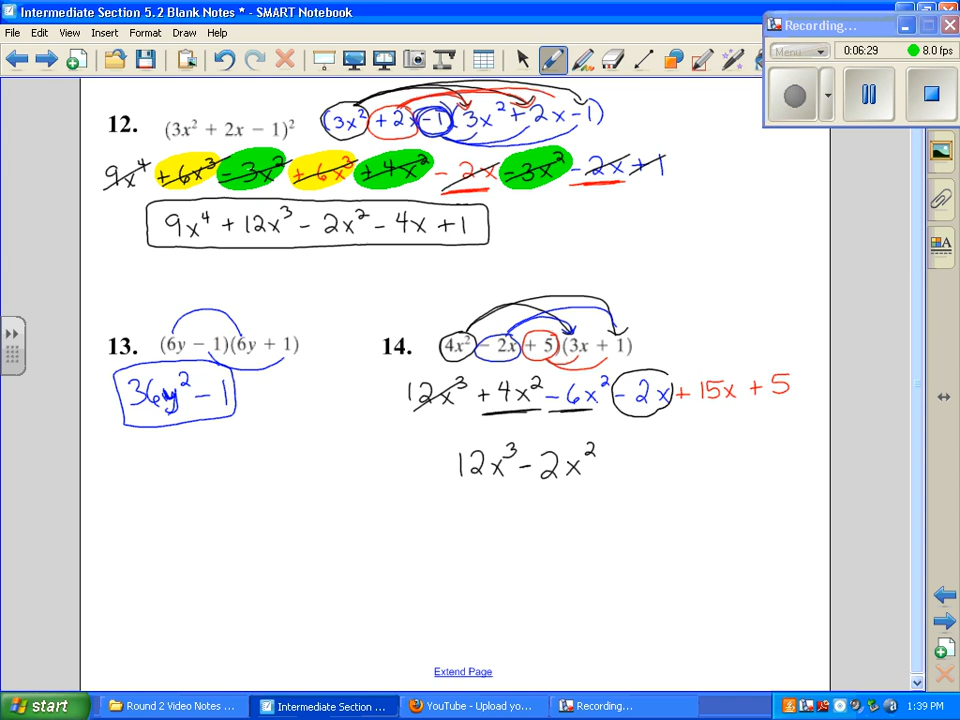 Intermediate Section 5.2 Blank Notes * - SMART Notebook
File Edit View Insert Format Draw Help
Recording...
Menu 0:06:29 8.0 fps
12. (3x² + 2x − 1)² (3x² + 2x − 1)(3x² + 2x − 1)
9x⁴ + 6x³ − 3x² + 6x³ + 4x² − 2x − 3x² − 2x + 1
9x⁴ + 12x³ − 2x² − 4x + 1
13. (6y − 1)(6y + 1)
36y² − 1
14. (4x² − 2x + 5)(3x + 1)
12x³ + 4x² − 6x² − 2x + 15x + 5
12x³ − 2x²
Extend Page
start Round 2 Video Notes ... Intermediate Section ... YouTube - Upload yo... Recording... 1:39 PM